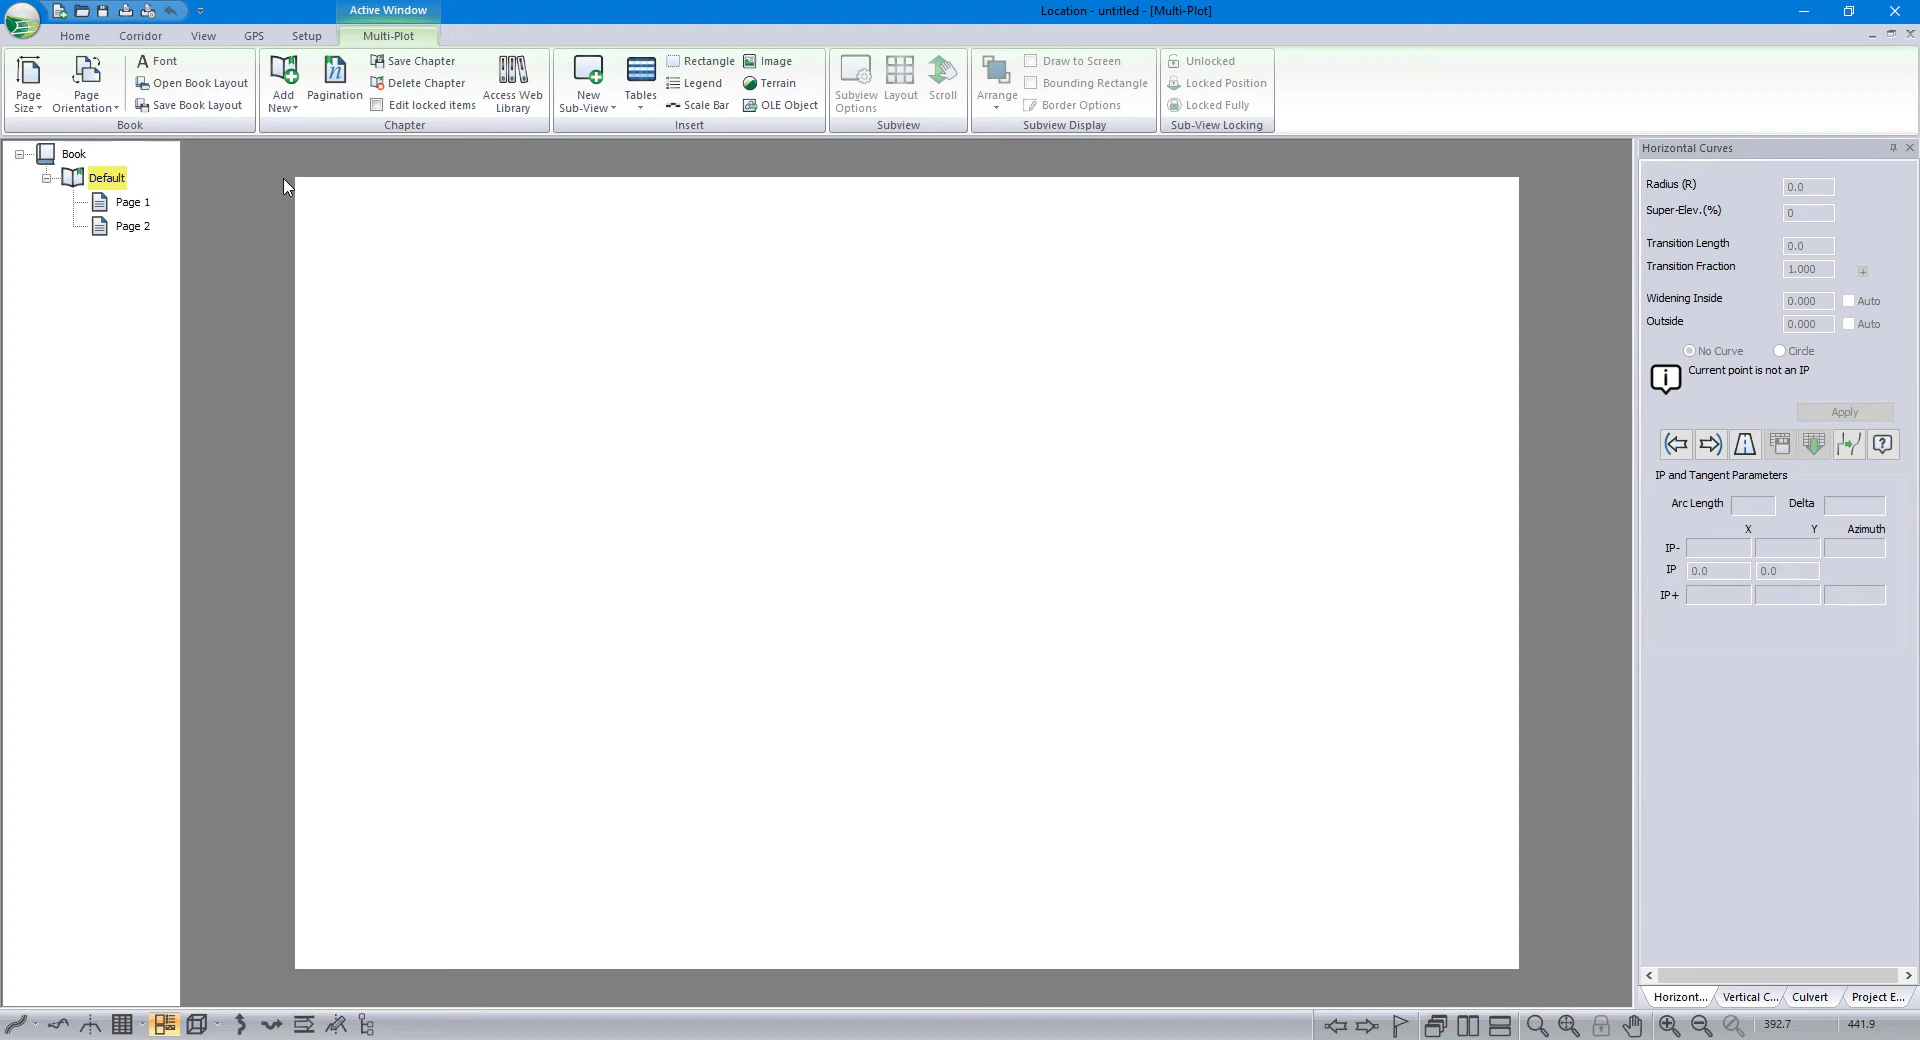 Active Window
Location - untitled - [Multi-Plot]
Home Corridor View GPS Setup Multi-Plot
Page Size
Page Orientation
Font
Open Book Layout
Save Book Layout
Book
Add New
Pagination
Save Chapter
Delete Chapter
Edit locked items
Access Web Library
Chapter
New Sub-View
Tables
Rectangle
Legend
Scale Bar
Image
Terrain
OLE Object
Insert
Subview Options
Layout
Scroll
Subview
Arrange
Draw to Screen
Bounding Rectangle
Border Options
Subview Display
Unlocked
Locked Position
Locked Fully
Sub-View Locking
Book
Default
Page 1
Page 2
Horizontal Curves
Radius (R) 0.0
Super-Elev.(%) 0
Transition Length 0.0
Transition Fraction 1.000
Widening Inside 0.000 Auto
Outside 0.000 Auto
No Curve Circle
Current point is not an IP
Apply
IP and Tangent Parameters
Arc Length Delta
X Y Azimuth
IP-
IP 0.0 0.0
IP+
Horizont... Vertical C... Culvert Project E...
392.7 441.9